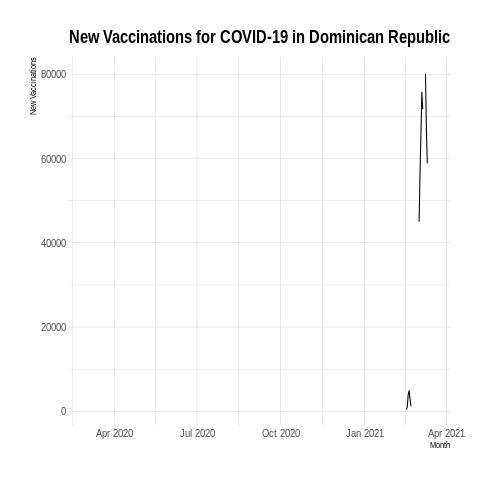 New Vaccinations for COVID-19 in Dominican Republic
New Vaccinations
80000
60000
40000
20000
0
Apr 2020 Jul 2020 Oct 2020 Jan 2021 Apr 2021
Month